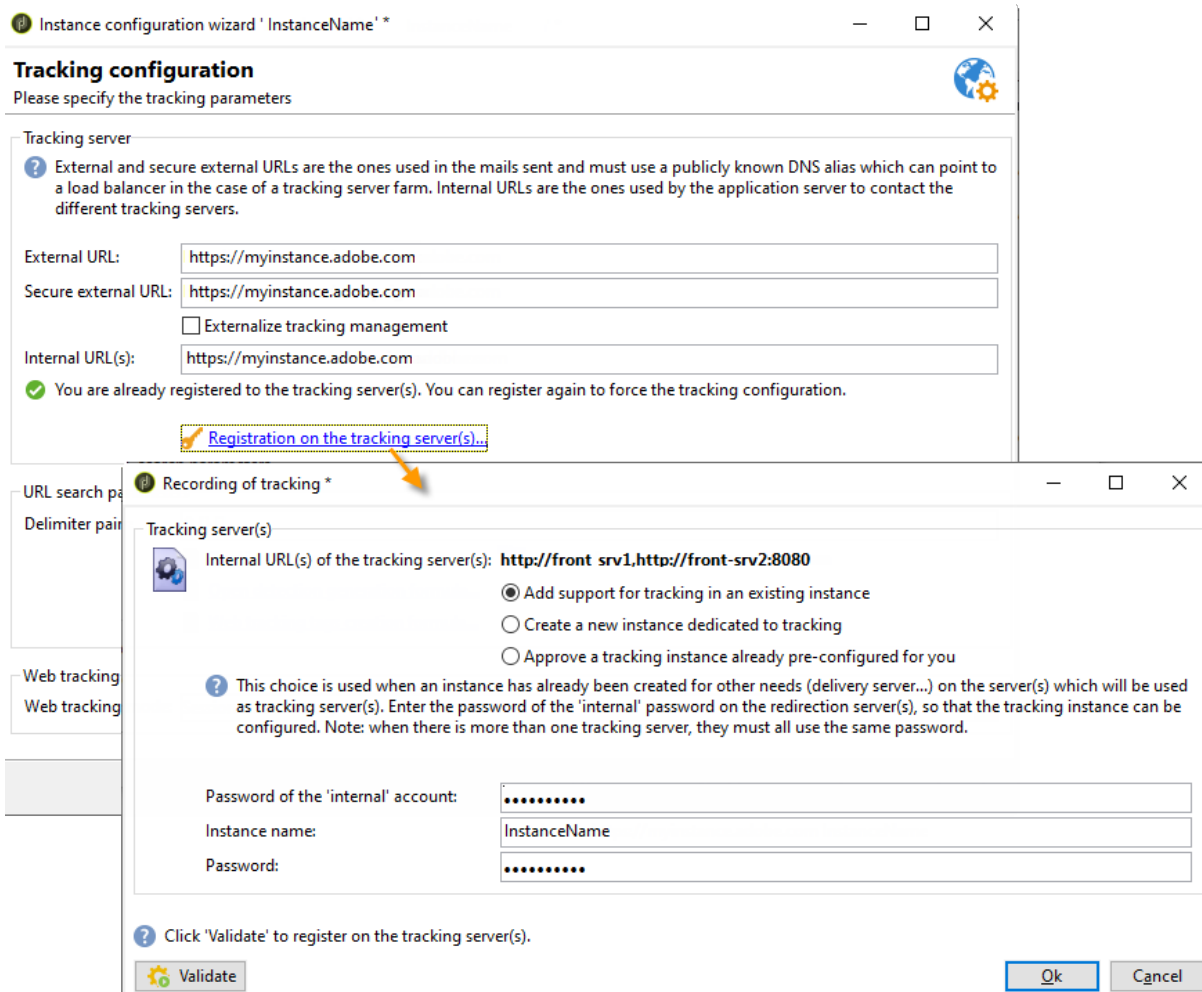 Instance configuration wizard ' InstanceName' *
Tracking configuration
Please specify the tracking parameters
Tracking server
External and secure external URLs are the ones used in the mails sent and must use a publicly known DNS alias which can point to
a load balancer in the case of a tracking server farm. Internal URLs are the ones used by the application server to contact the
different tracking servers.
External URL: https://myinstance.adobe.com
Secure external URL: https://myinstance.adobe.com
Externalize tracking management
Internal URL(s): https://myinstance.adobe.com
You are already registered to the tracking server(s). You can register again to force the tracking configuration.
Registration on the tracking server(s)...
URL search pa
Delimiter pair
Web tracking
Web tracking
Recording of tracking *
Tracking server(s)
Internal URL(s) of the tracking server(s): http://front srv1,http://front-srv2:8080
Add support for tracking in an existing instance
Create a new instance dedicated to tracking
Approve a tracking instance already pre-configured for you
This choice is used when an instance has already been created for other needs (delivery server...) on the server(s) which will be used
as tracking server(s). Enter the password of the 'internal' password on the redirection server(s), so that the tracking instance can be
configured. Note: when there is more than one tracking server, they must all use the same password.
Password of the 'internal' account: ••••••••••
Instance name: InstanceName
Password: ••••••••••
Click 'Validate' to register on the tracking server(s).
Validate
Ok Cancel